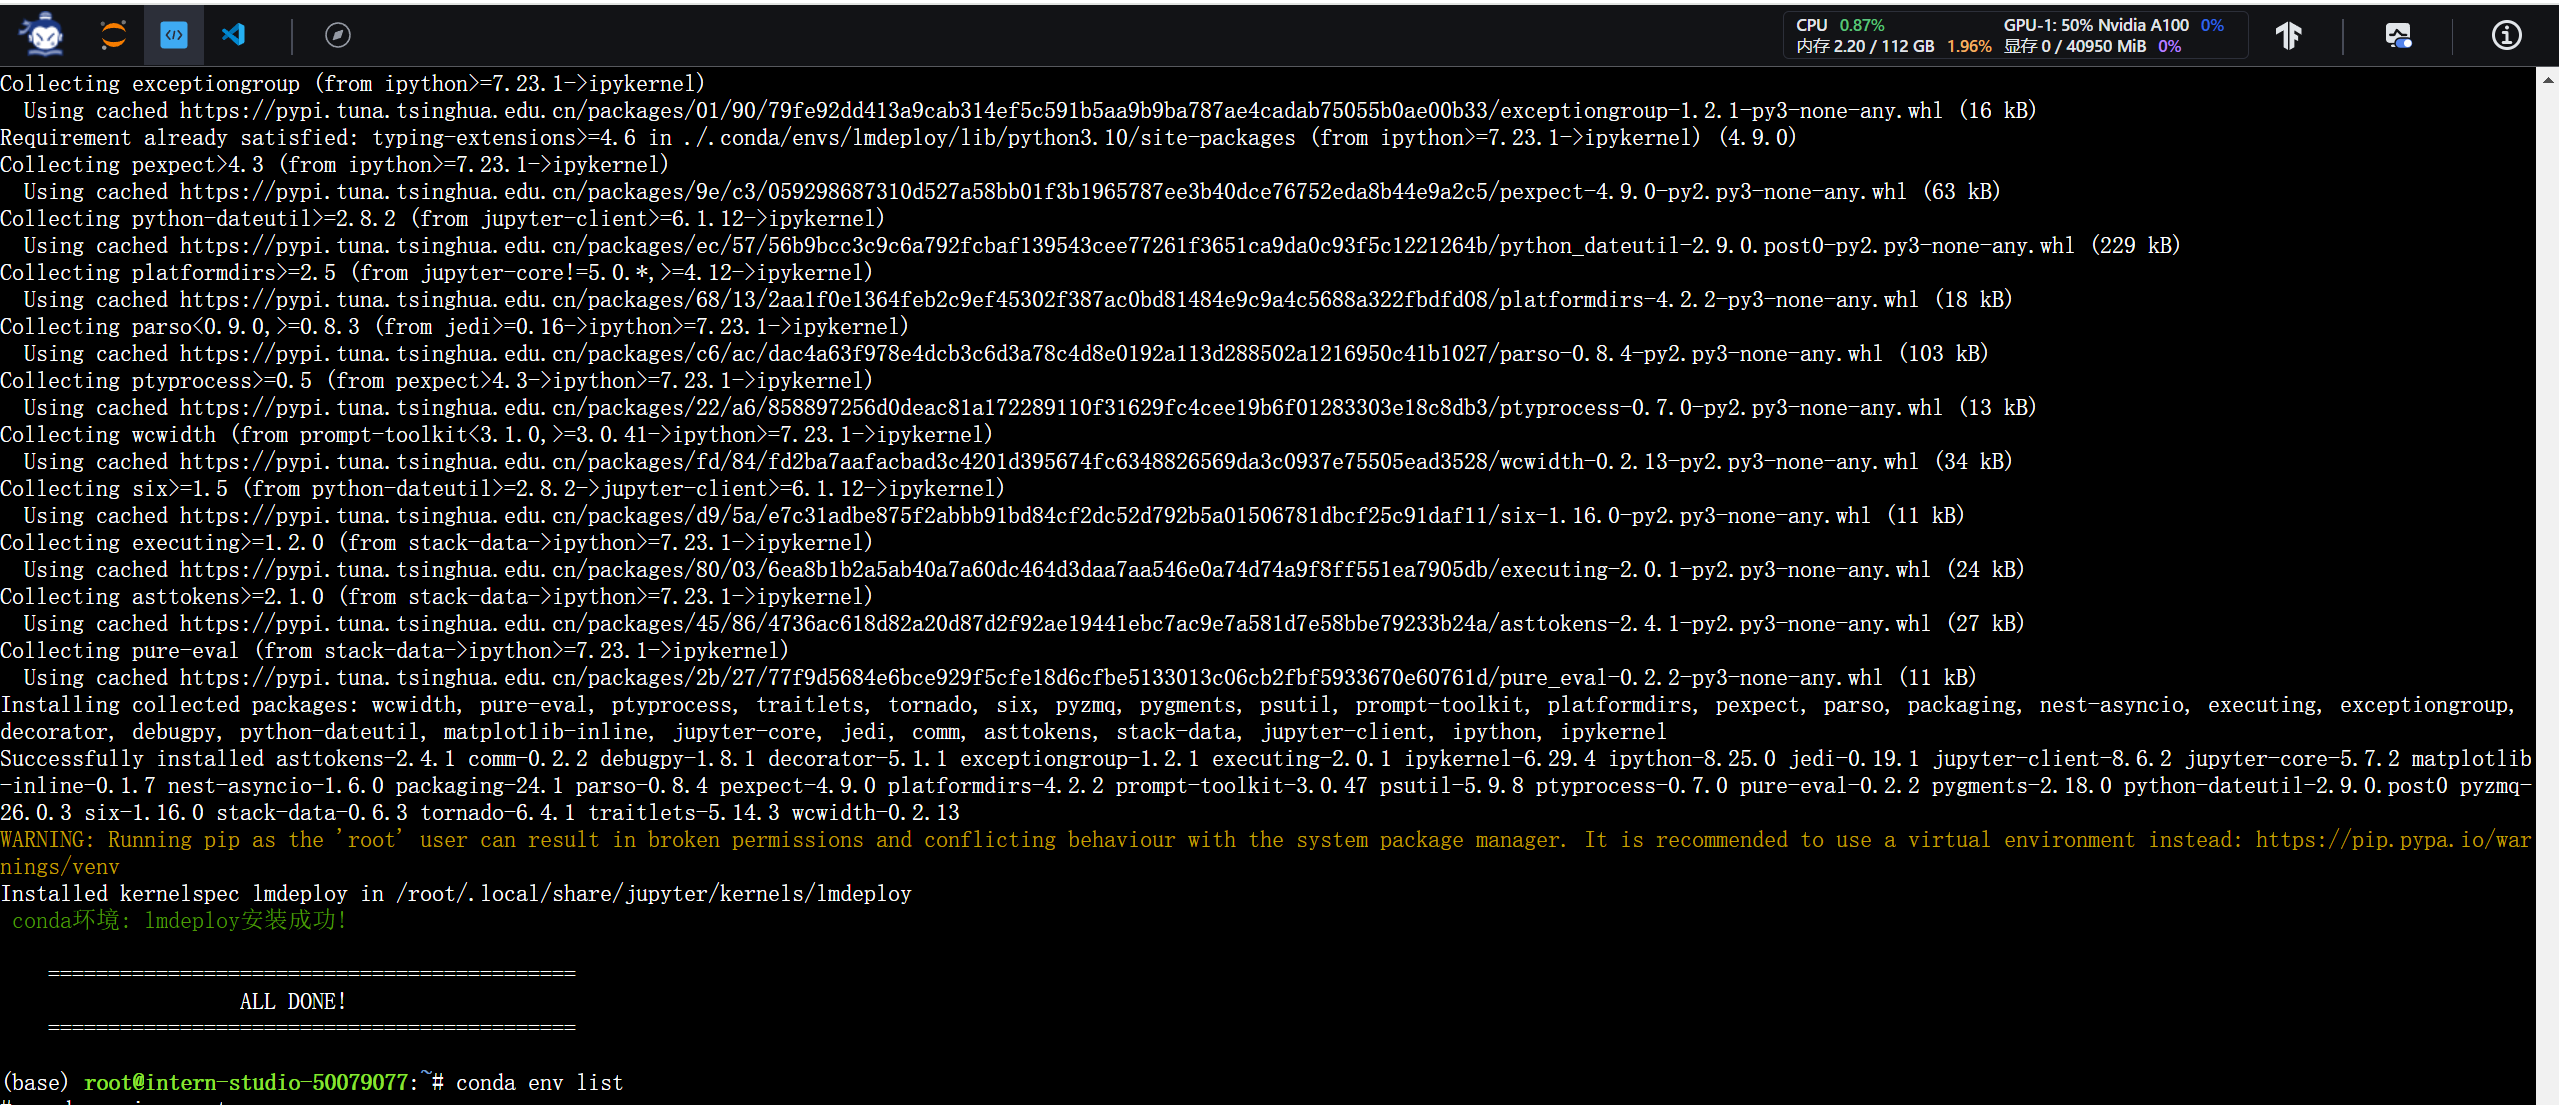 CPU 0.87% GPU-1: 50% Nvidia A100 0%
内存 2.20 / 112 GB 1.96% 显存 0 / 40950 MiB 0%
Collecting exceptiongroup (from ipython>=7.23.1->ipykernel)
  Using cached https://pypi.tuna.tsinghua.edu.cn/packages/01/90/79fe92dd413a9cab314ef5c591b5aa9b9ba787ae4cadab75055b0ae00b33/exceptiongroup-1.2.1-py3-none-any.whl (16 kB)
Requirement already satisfied: typing-extensions>=4.6 in ./.conda/envs/lmdeploy/lib/python3.10/site-packages (from ipython>=7.23.1->ipykernel) (4.9.0)
Collecting pexpect>4.3 (from ipython>=7.23.1->ipykernel)
  Using cached https://pypi.tuna.tsinghua.edu.cn/packages/9e/c3/059298687310d527a58bb01f3b1965787ee3b40dce76752eda8b44e9a2c5/pexpect-4.9.0-py2.py3-none-any.whl (63 kB)
Collecting python-dateutil>=2.8.2 (from jupyter-client>=6.1.12->ipykernel)
  Using cached https://pypi.tuna.tsinghua.edu.cn/packages/ec/57/56b9bcc3c9c6a792fcbaf139543cee77261f3651ca9da0c93f5c1221264b/python_dateutil-2.9.0.post0-py2.py3-none-any.whl (229 kB)
Collecting platformdirs>=2.5 (from jupyter-core!=5.0.*,>=4.12->ipykernel)
  Using cached https://pypi.tuna.tsinghua.edu.cn/packages/68/13/2aa1f0e1364feb2c9ef45302f387ac0bd81484e9c9a4c5688a322fbdfd08/platformdirs-4.2.2-py3-none-any.whl (18 kB)
Collecting parso<0.9.0,>=0.8.3 (from jedi>=0.16->ipython>=7.23.1->ipykernel)
  Using cached https://pypi.tuna.tsinghua.edu.cn/packages/c6/ac/dac4a63f978e4dcb3c6d3a78c4d8e0192a113d288502a1216950c41b1027/parso-0.8.4-py2.py3-none-any.whl (103 kB)
Collecting ptyprocess>=0.5 (from pexpect>4.3->ipython>=7.23.1->ipykernel)
  Using cached https://pypi.tuna.tsinghua.edu.cn/packages/22/a6/858897256d0deac81a172289110f31629fc4cee19b6f01283303e18c8db3/ptyprocess-0.7.0-py2.py3-none-any.whl (13 kB)
Collecting wcwidth (from prompt-toolkit<3.1.0,>=3.0.41->ipython>=7.23.1->ipykernel)
  Using cached https://pypi.tuna.tsinghua.edu.cn/packages/fd/84/fd2ba7aafacbad3c4201d395674fc6348826569da3c0937e75505ead3528/wcwidth-0.2.13-py2.py3-none-any.whl (34 kB)
Collecting six>=1.5 (from python-dateutil>=2.8.2->jupyter-client>=6.1.12->ipykernel)
  Using cached https://pypi.tuna.tsinghua.edu.cn/packages/d9/5a/e7c31adbe875f2abbb91bd84cf2dc52d792b5a01506781dbcf25c91daf11/six-1.16.0-py2.py3-none-any.whl (11 kB)
Collecting executing>=1.2.0 (from stack-data->ipython>=7.23.1->ipykernel)
  Using cached https://pypi.tuna.tsinghua.edu.cn/packages/80/03/6ea8b1b2a5ab40a7a60dc464d3daa7aa546e0a74d74a9f8ff551ea7905db/executing-2.0.1-py2.py3-none-any.whl (24 kB)
Collecting asttokens>=2.1.0 (from stack-data->ipython>=7.23.1->ipykernel)
  Using cached https://pypi.tuna.tsinghua.edu.cn/packages/45/86/4736ac618d82a20d87d2f92ae19441ebc7ac9e7a581d7e58bbe79233b24a/asttokens-2.4.1-py2.py3-none-any.whl (27 kB)
Collecting pure-eval (from stack-data->ipython>=7.23.1->ipykernel)
  Using cached https://pypi.tuna.tsinghua.edu.cn/packages/2b/27/77f9d5684e6bce929f5cfe18d6cfbe5133013c06cb2fbf5933670e60761d/pure_eval-0.2.2-py3-none-any.whl (11 kB)
Installing collected packages: wcwidth, pure-eval, ptyprocess, traitlets, tornado, six, pyzmq, pygments, psutil, prompt-toolkit, platformdirs, pexpect, parso, packaging, nest-asyncio, executing, exceptiongroup,
decorator, debugpy, python-dateutil, matplotlib-inline, jupyter-core, jedi, comm, asttokens, stack-data, jupyter-client, ipython, ipykernel
Successfully installed asttokens-2.4.1 comm-0.2.2 debugpy-1.8.1 decorator-5.1.1 exceptiongroup-1.2.1 executing-2.0.1 ipykernel-6.29.4 ipython-8.25.0 jedi-0.19.1 jupyter-client-8.6.2 jupyter-core-5.7.2 matplotlib
-inline-0.1.7 nest-asyncio-1.6.0 packaging-24.1 parso-0.8.4 pexpect-4.9.0 platformdirs-4.2.2 prompt-toolkit-3.0.47 psutil-5.9.8 ptyprocess-0.7.0 pure-eval-0.2.2 pygments-2.18.0 python-dateutil-2.9.0.post0 pyzmq-
26.0.3 six-1.16.0 stack-data-0.6.3 tornado-6.4.1 traitlets-5.14.3 wcwidth-0.2.13
WARNING: Running pip as the 'root' user can result in broken permissions and conflicting behaviour with the system package manager. It is recommended to use a virtual environment instead: https://pip.pypa.io/war
nings/venv
Installed kernelspec lmdeploy in /root/.local/share/jupyter/kernels/lmdeploy
 conda环境: lmdeploy安装成功!
    ============================================
                    ALL DONE!
    ============================================
(base) root@intern-studio-50079077:~# conda env list